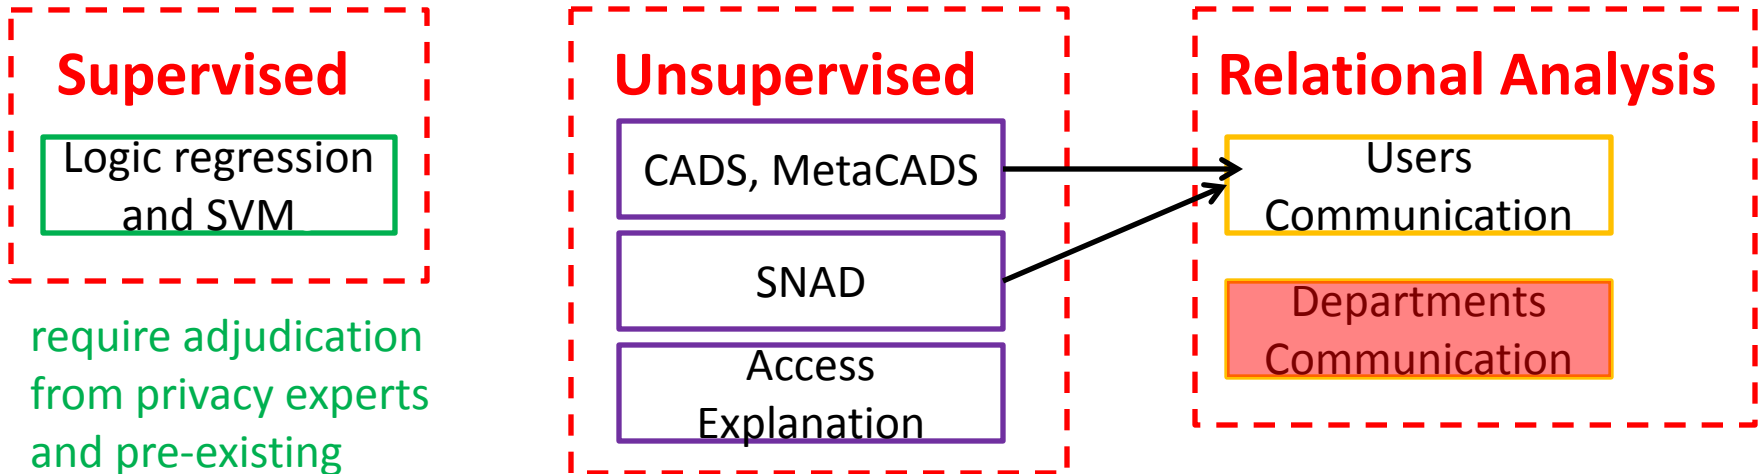 Supervised
Logic regression
and SVM
require adjudication
from privacy experts
and pre-existing
Unsupervised
CADS, MetaCADS
SNAD
Access
Explanation
Relational Analysis
Users
Communication
Departments
Communication